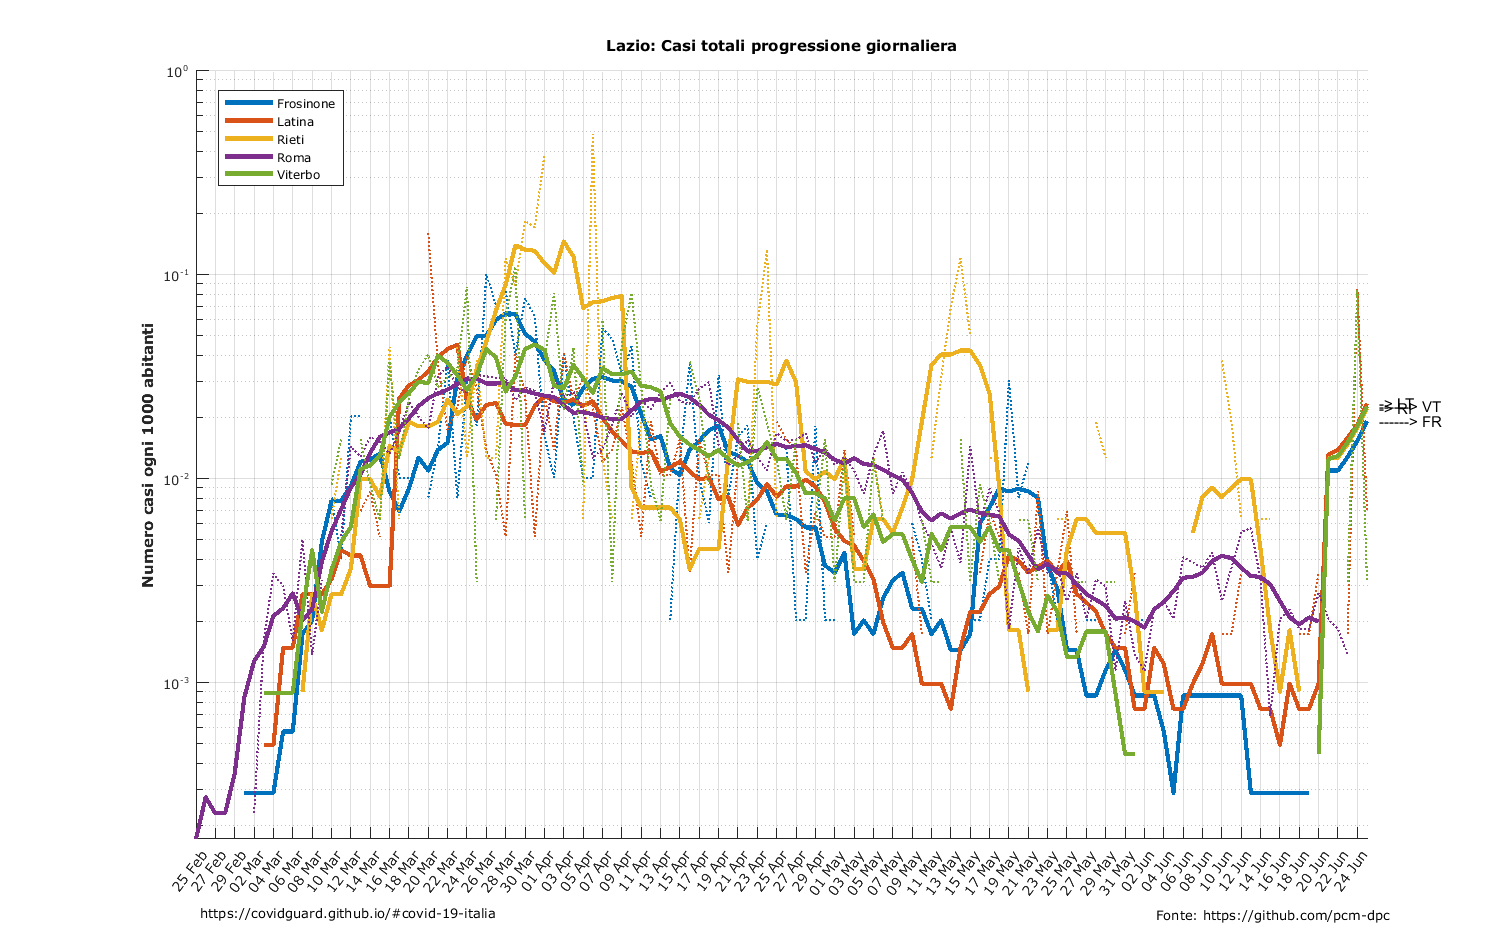 Lazio: Casi totali progressione giornaliera
Numero casi ogni 1000 abitanti
10^0
10^-1
10^-2
10^-3
Frosinone
Latina
Rieti
Roma
Viterbo
-> LT
------> VT
------> FR
25 Feb
27 Feb
29 Feb
02 Mar
04 Mar
06 Mar
08 Mar
10 Mar
12 Mar
14 Mar
16 Mar
18 Mar
20 Mar
22 Mar
24 Mar
26 Mar
28 Mar
30 Mar
01 Apr
03 Apr
05 Apr
07 Apr
09 Apr
11 Apr
13 Apr
15 Apr
17 Apr
19 Apr
21 Apr
23 Apr
25 Apr
27 Apr
29 Apr
01 May
03 May
05 May
07 May
09 May
11 May
13 May
15 May
17 May
19 May
21 May
23 May
25 May
27 May
29 May
31 May
02 Jun
04 Jun
06 Jun
08 Jun
10 Jun
12 Jun
14 Jun
16 Jun
18 Jun
20 Jun
22 Jun
24 Jun
https://covidguard.github.io/#covid-19-italia
Fonte: https://github.com/pcm-dpc